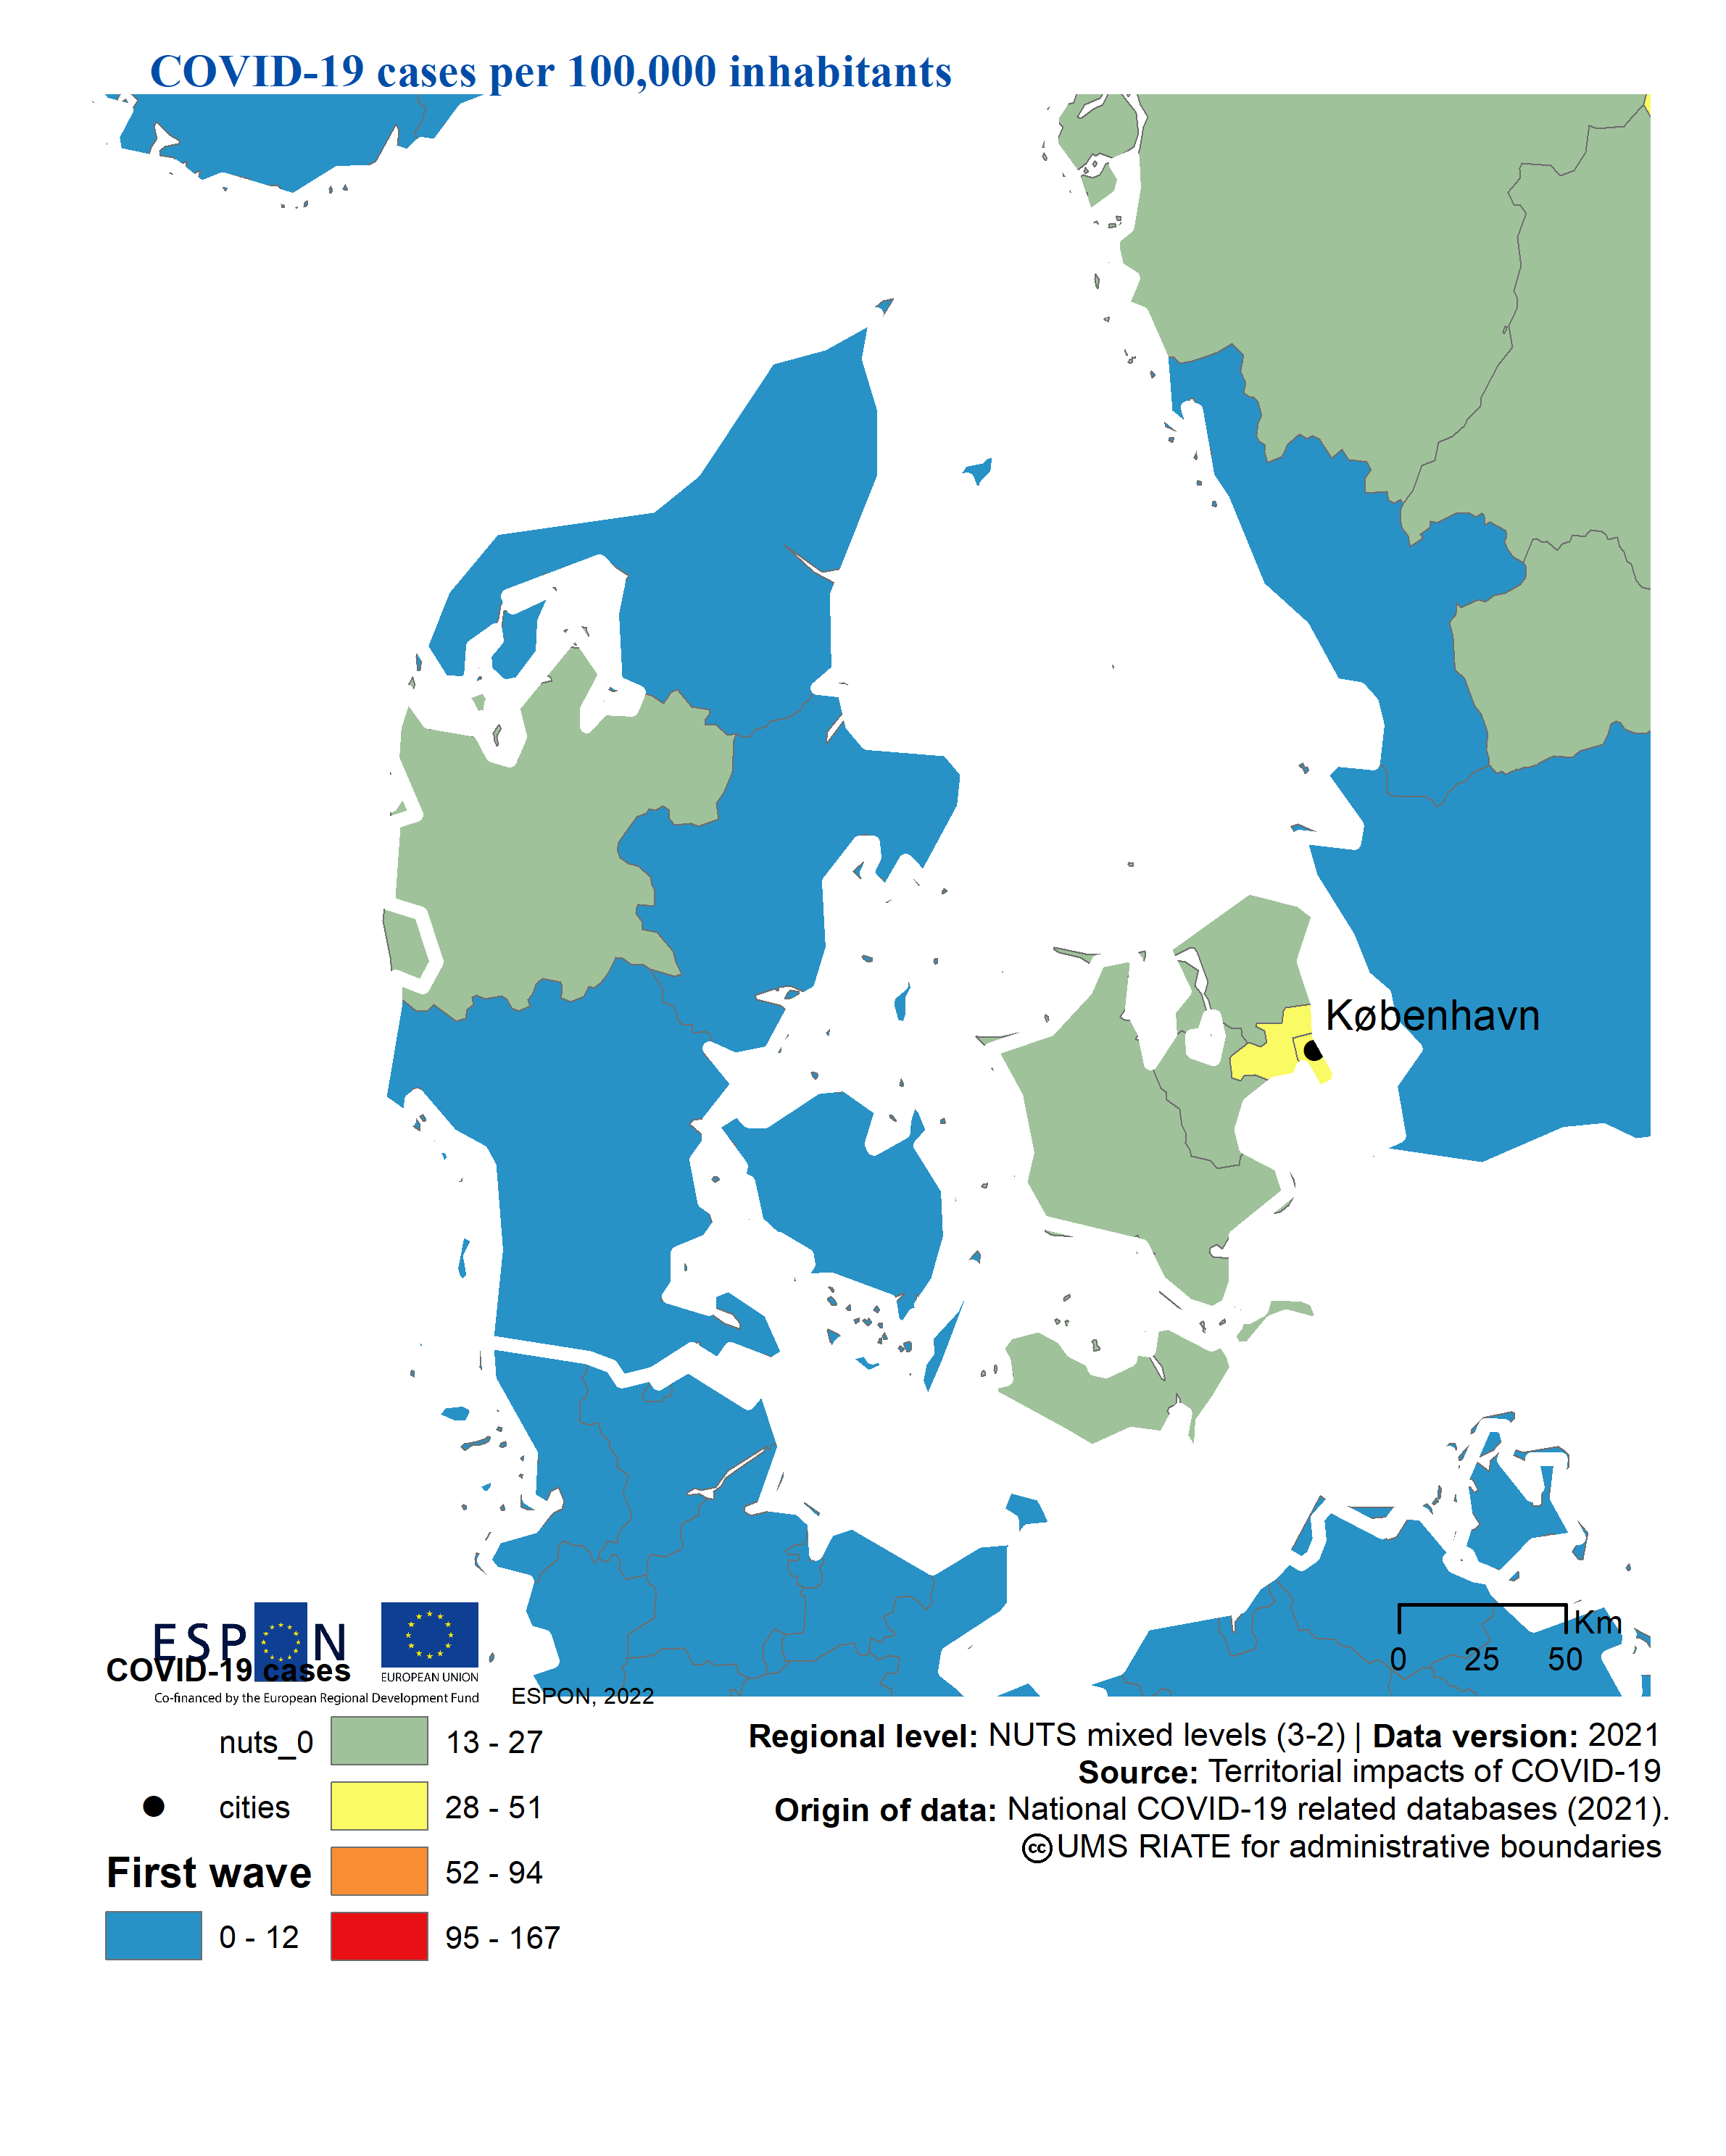 COVID-19 cases per 100,000 inhabitants
København
Km
0 25 50
ESPON
EUROPEAN UNION
COVID-19 cases
Co-financed by the European Regional Development Fund
ESPON, 2022
nuts_0
13 - 27
cities
28 - 51
First wave
52 - 94
0 - 12
95 - 167
Regional level: NUTS mixed levels (3-2) | Data version: 2021
Source: Territorial impacts of COVID-19
Origin of data: National COVID-19 related databases (2021).
cc UMS RIATE for administrative boundaries